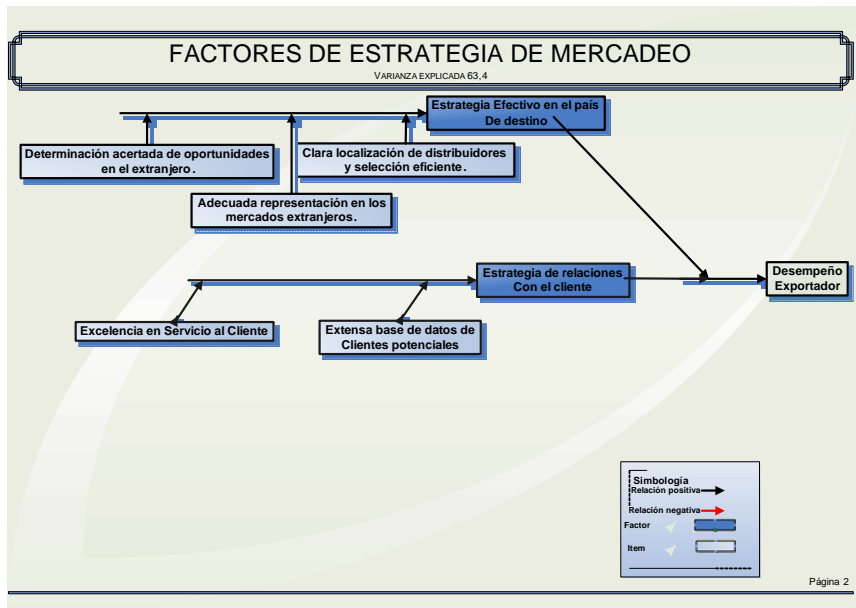 FACTORES DE ESTRATEGIA DE MERCADEO
VARIANZA EXPLICADA 63,4
Estrategia Efectivo en el país
De destino
Determinación acertada de oportunidades
en el extranjero.
Clara localización de distribuidores
y selección eficiente.
Adecuada representación en los
mercados extranjeros.
Estrategia de relaciones
Con el cliente
Desempeño
Exportador
Excelencia en Servicio al Cliente
Extensa base de datos de
Clientes potenciales
Simbología
Relación positiva
Relación negativa
Factor
Item
Página 2